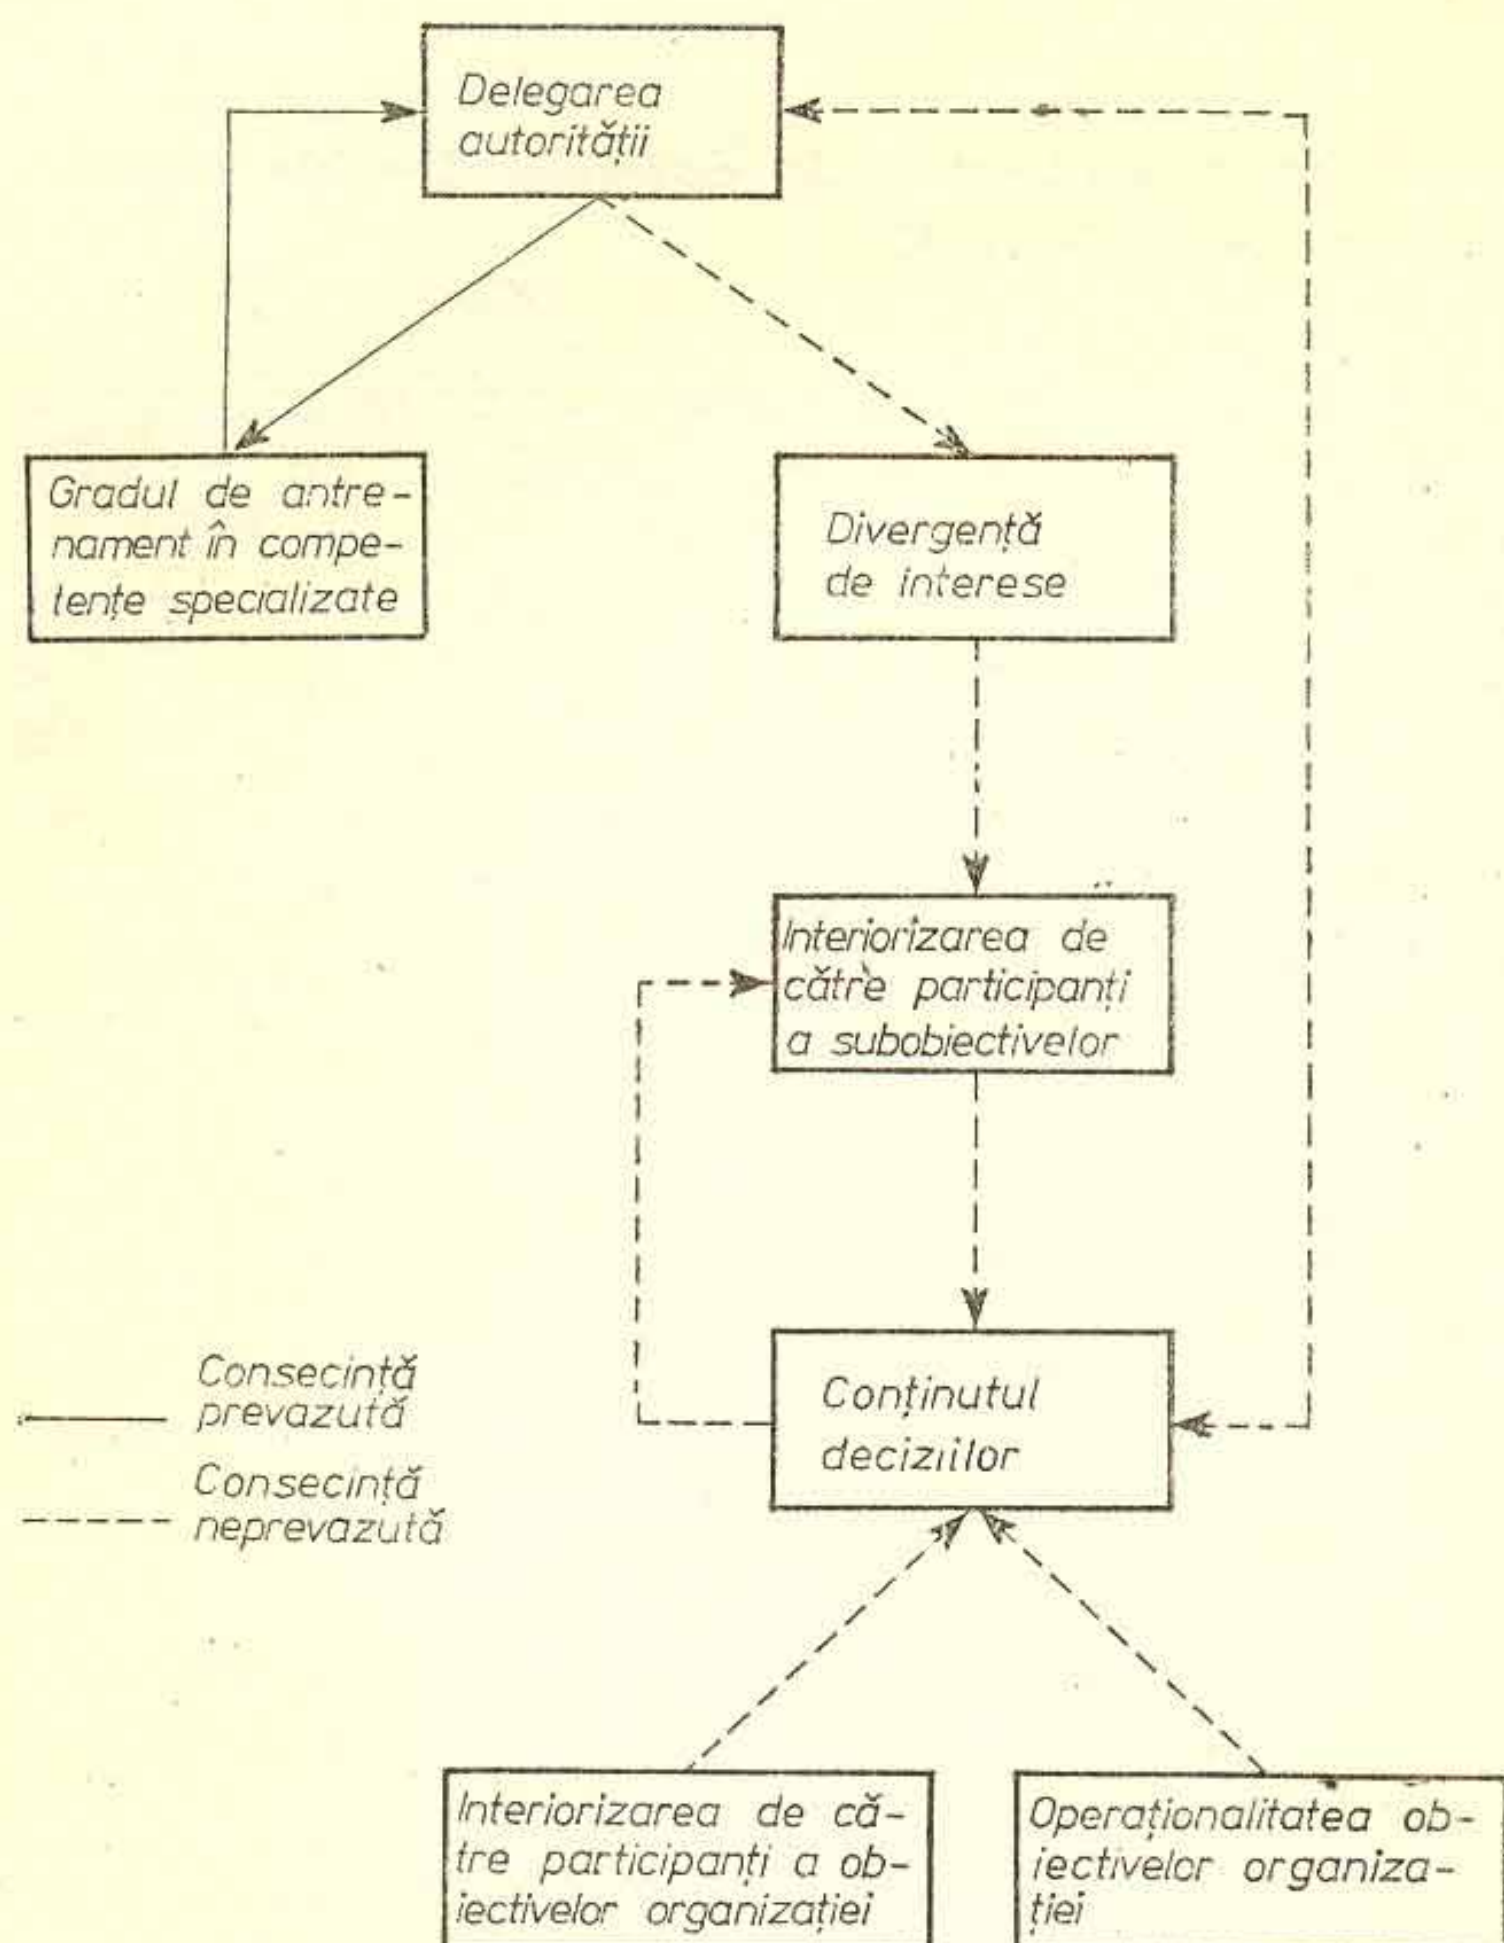 Delegarea
autorității
Gradul de antre-
nament în compe-
tențe specializate
Divergență
de interese
Interiorizarea de
către participanți
a subobiectivelor
Conținutul
deciziilor
Consecință
prevazută
Consecință
neprevazută
Interiorizarea de că-
tre participanți a ob-
iectivelor organizației
Operaționalitatea ob-
iectivelor organiza-
ției